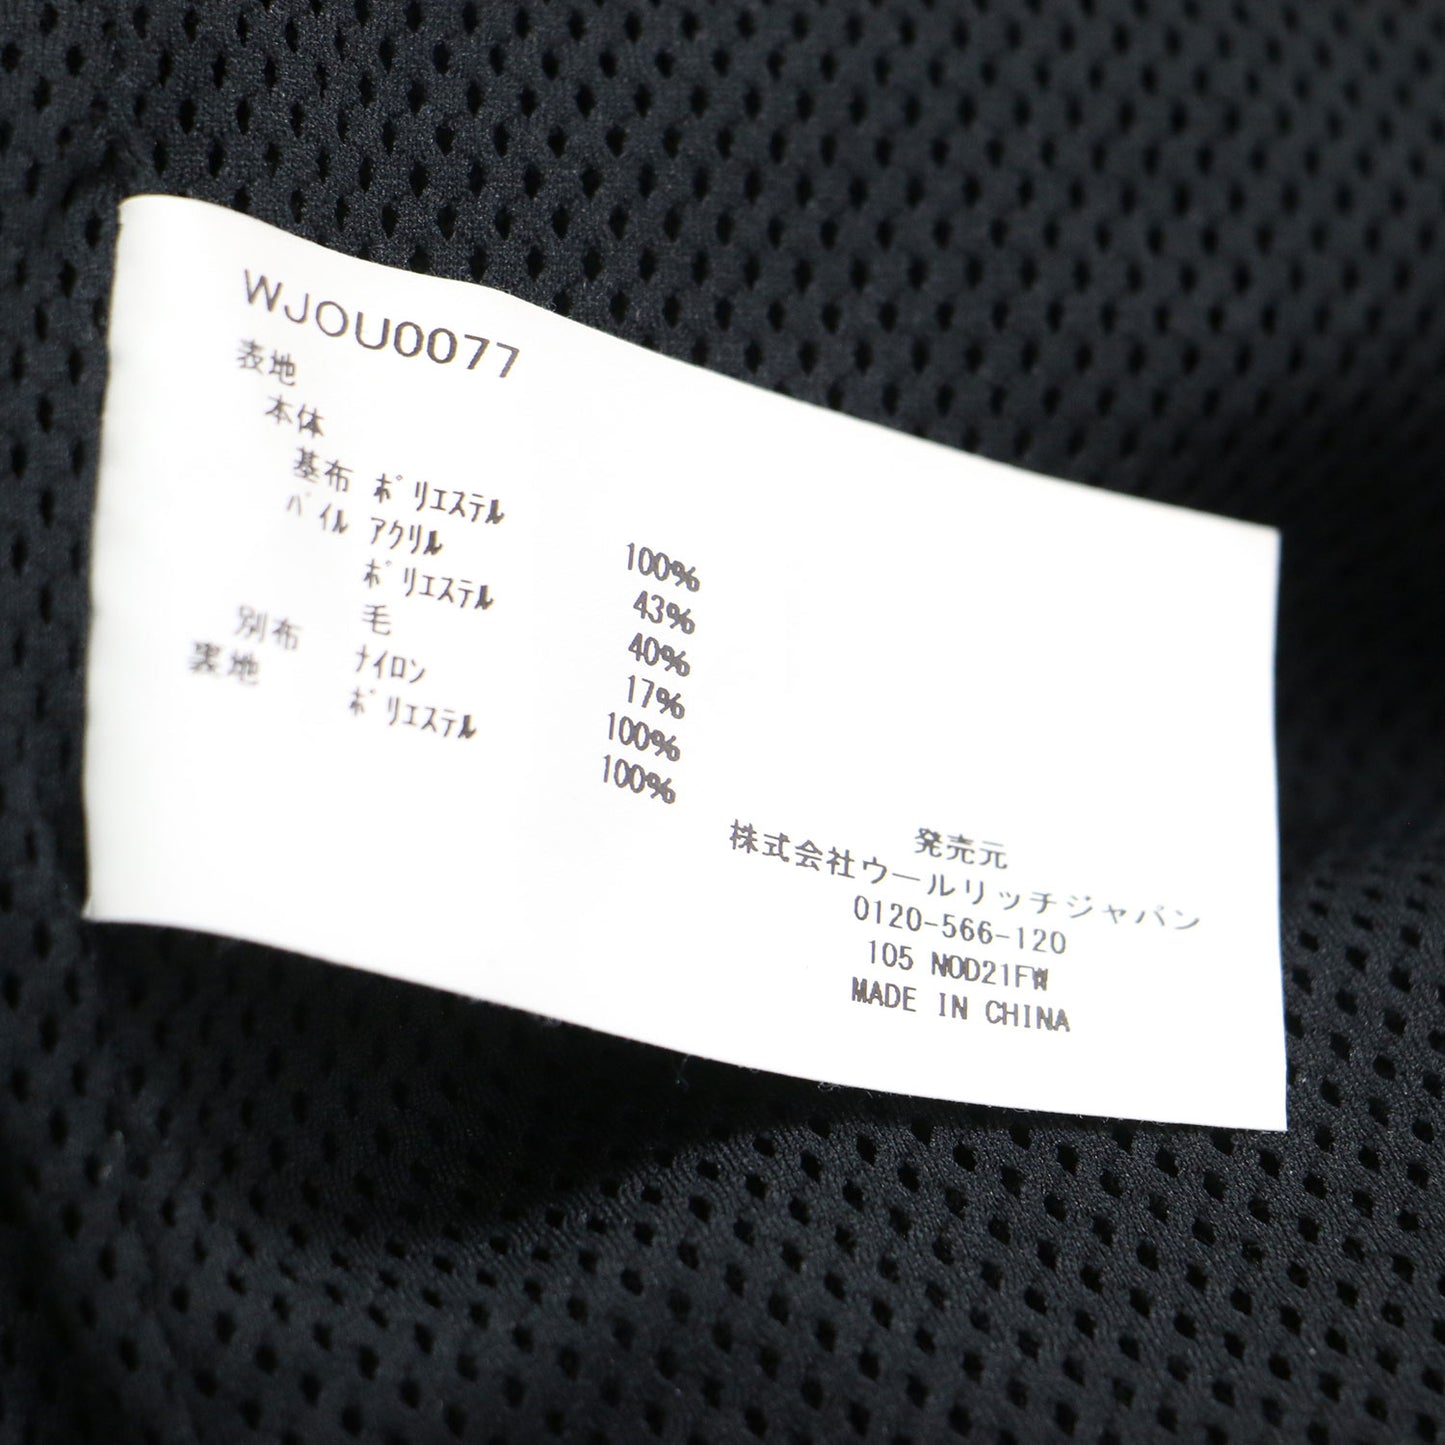 WJOU0077
表地
本体
基布 ﾎﾟﾘｴｽﾃﾙ 100%
ﾊﾟｲﾙ ｱｸﾘﾙ 43%
ﾎﾟﾘｴｽﾃﾙ 40%
毛 17%
別布 ﾅｲﾛﾝ 100%
裏地 ﾎﾟﾘｴｽﾃﾙ 100%
発売元
株式会社ウールリッチジャパン
0120-566-120
105 NOD21FW
MADE IN CHINA